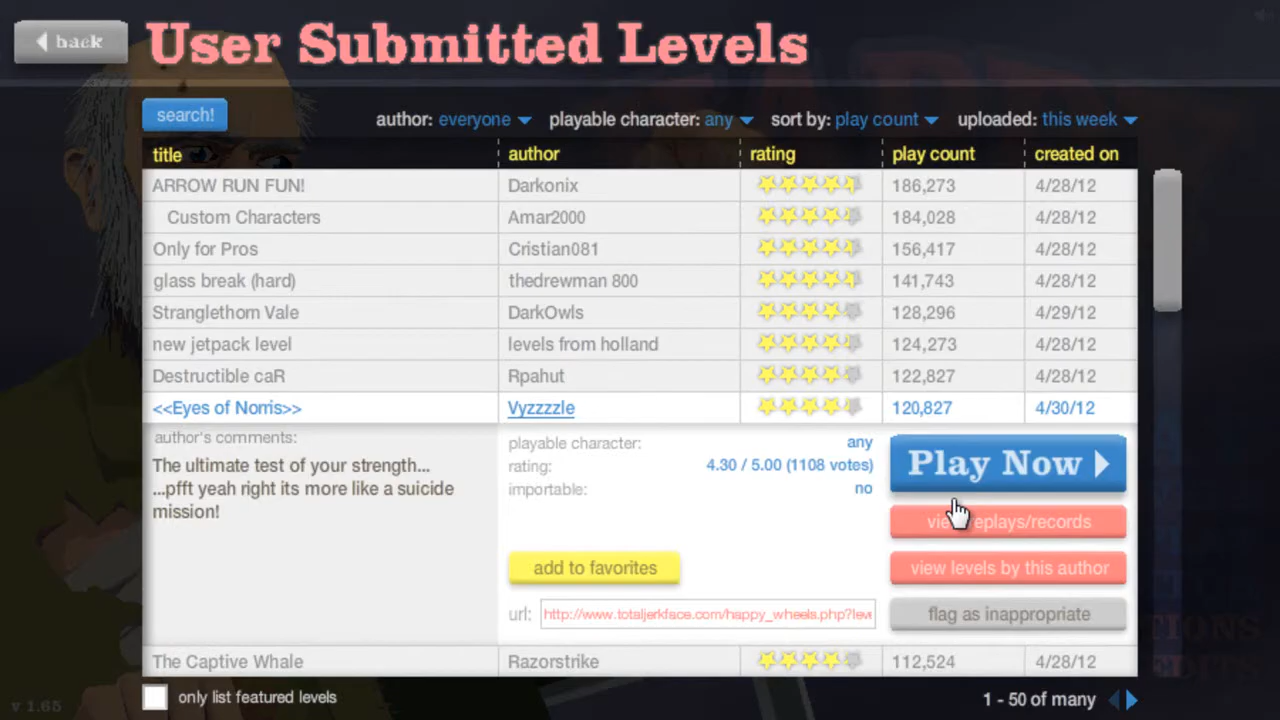 back
User Submitted Levels
search!
author: everyone playable character: any sort by: play count uploaded: this week
title author rating play count created on
ARROW RUN FUN! Darkonix 186,273 4/28/12
Custom Characters Amar2000 184,028 4/28/12
Only for Pros Cristian081 156,417 4/28/12
glass break (hard) thedrewman 800 141,743 4/28/12
Stranglethorn Vale DarkOwls 128,296 4/29/12
new jetpack level levels from holland 124,273 4/28/12
Destructible caR Rpahut 122,827 4/28/12
<<Eyes of Norris>> Vyzzzzle 120,827 4/30/12
author's comments:
The ultimate test of your strength...
...pfft yeah right its more like a suicide
mission!
playable character: any
rating: 4.30 / 5.00 (1108 votes)
importable: no
add to favorites
url: http://www.totaljerkface.com/happy_wheels.php?leve
Play Now
view replays/records
view levels by this author
flag as inappropriate
The Captive Whale Razorstrike 112,524 4/28/12
only list featured levels
1 - 50 of many
v 1.65